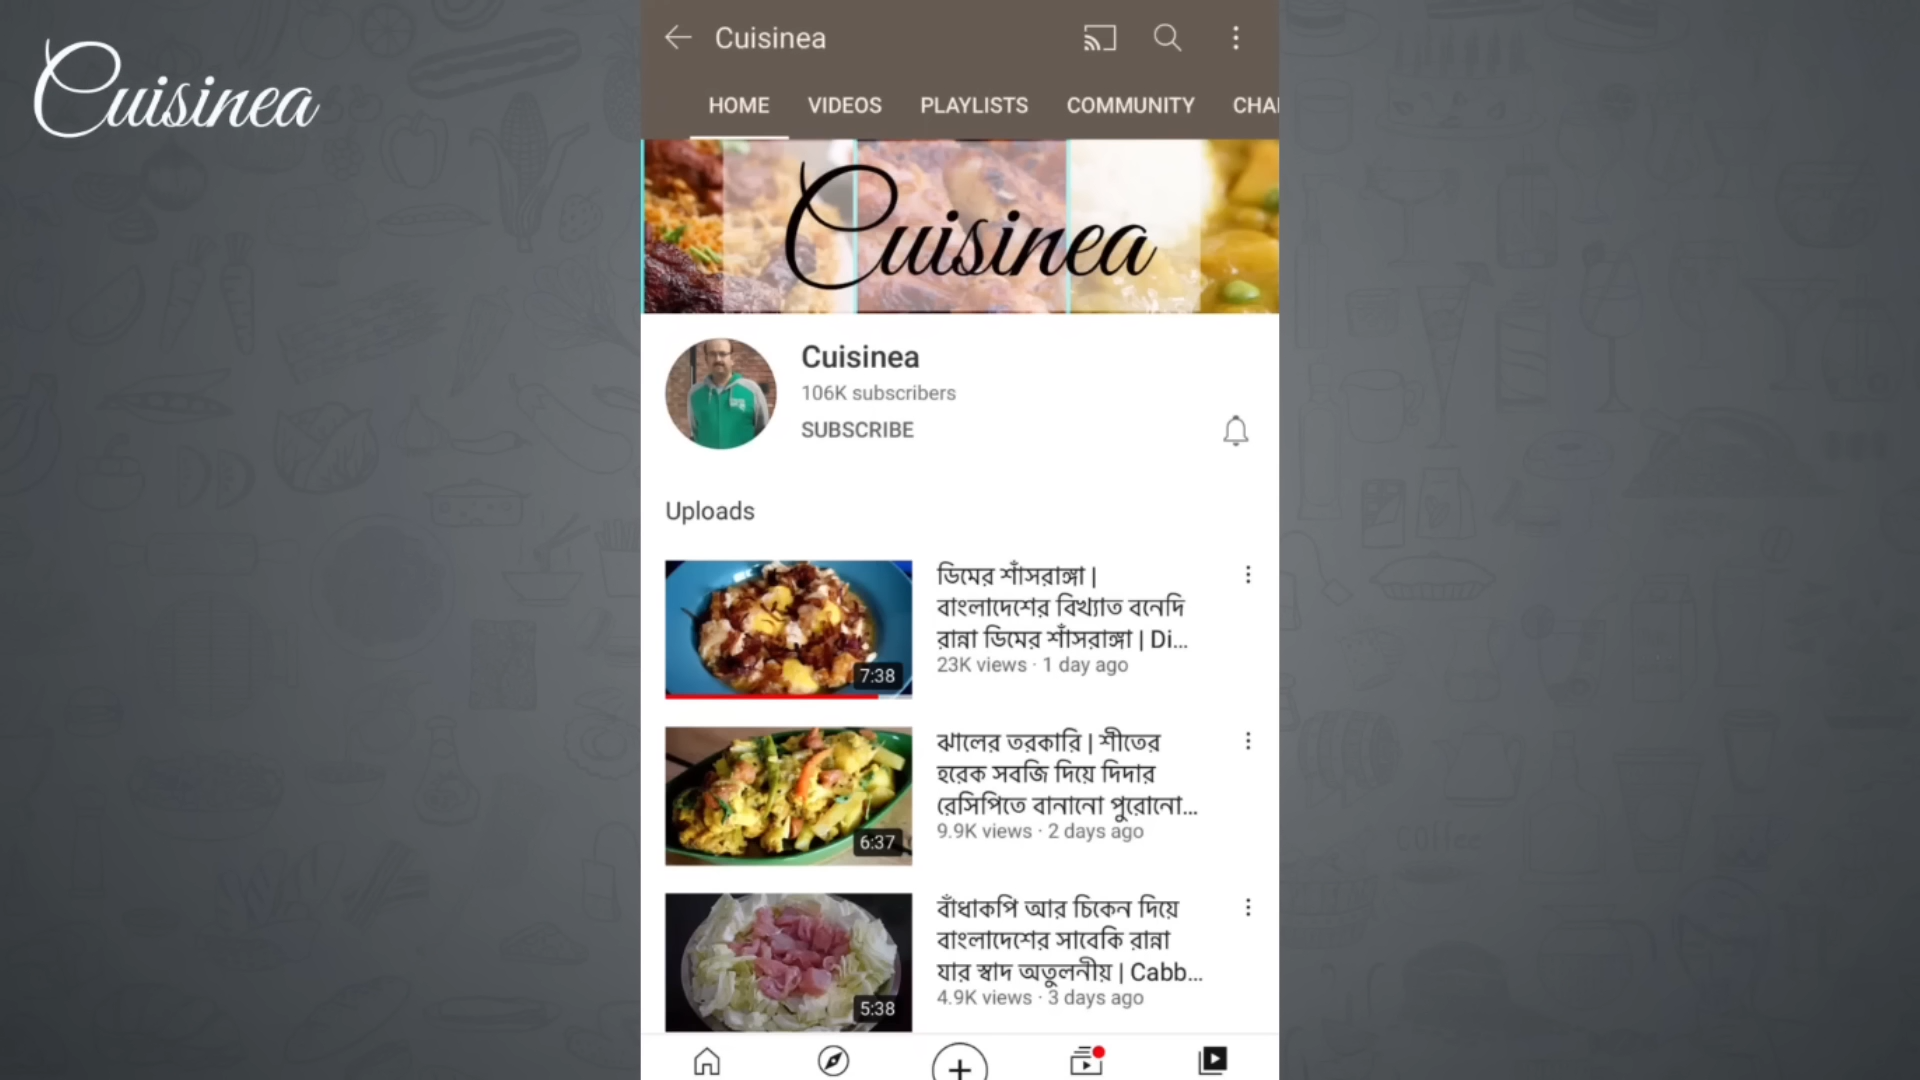 Cuisinea
Cuisinea
HOME VIDEOS PLAYLISTS COMMUNITY CHA
Cuisinea
Cuisinea
106K subscribers
SUBSCRIBE
Uploads
ডিমের শাঁসরাঙ্গা |
বাংলাদেশের বিখ্যাত বনেদি
রান্না ডিমের শাঁসরাঙ্গা | Di...
23K views · 1 day ago
7:38
ঝালের তরকারি | শীতের
হরেক সবজি দিয়ে দিদার
রেসিপিতে বানানো পুরোনো...
9.9K views · 2 days ago
6:37
বাঁধাকপি আর চিকেন দিয়ে
বাংলাদেশের সাবেকি রান্না
যার স্বাদ অতুলনীয় | Cabb...
4.9K views · 3 days ago
5:38
Coffee